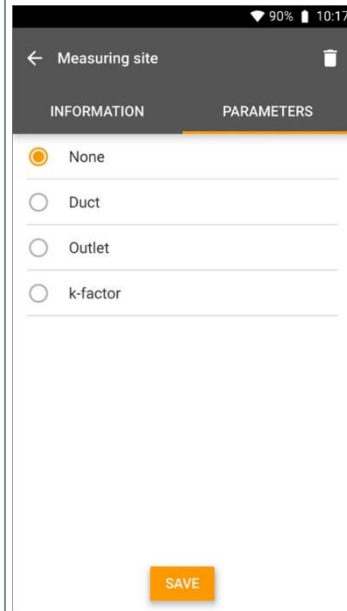 90% 10:17
Measuring site
INFORMATION PARAMETERS
None
Duct
Outlet
k-factor
SAVE